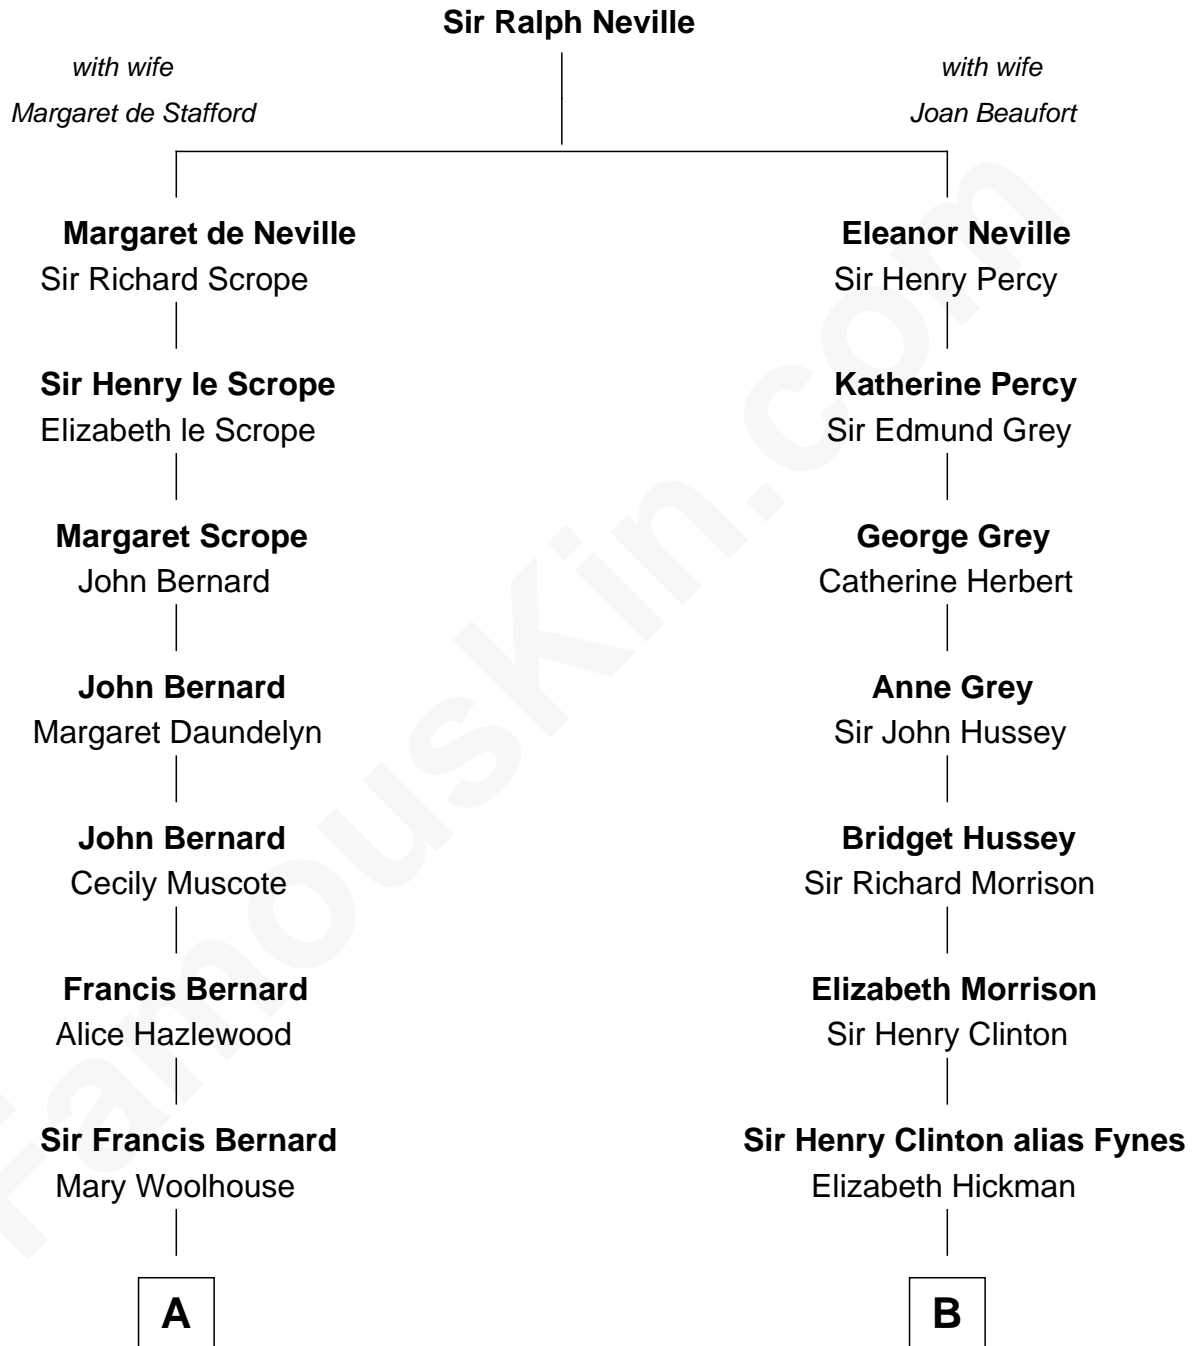 Sir Ralph Neville
with wife
Margaret de Stafford
with wife
Joan Beaufort
Margaret de Neville
Sir Richard Scrope
Eleanor Neville
Sir Henry Percy
Sir Henry le Scrope
Elizabeth le Scrope
Katherine Percy
Sir Edmund Grey
Margaret Scrope
John Bernard
George Grey
Catherine Herbert
John Bernard
Margaret Daundelyn
Anne Grey
Sir John Hussey
John Bernard
Cecily Muscote
Bridget Hussey
Sir Richard Morrison
Francis Bernard
Alice Hazlewood
Elizabeth Morrison
Sir Henry Clinton
Sir Francis Bernard
Mary Woolhouse
Sir Henry Clinton alias Fynes
Elizabeth Hickman
A
B
FamousKin.com